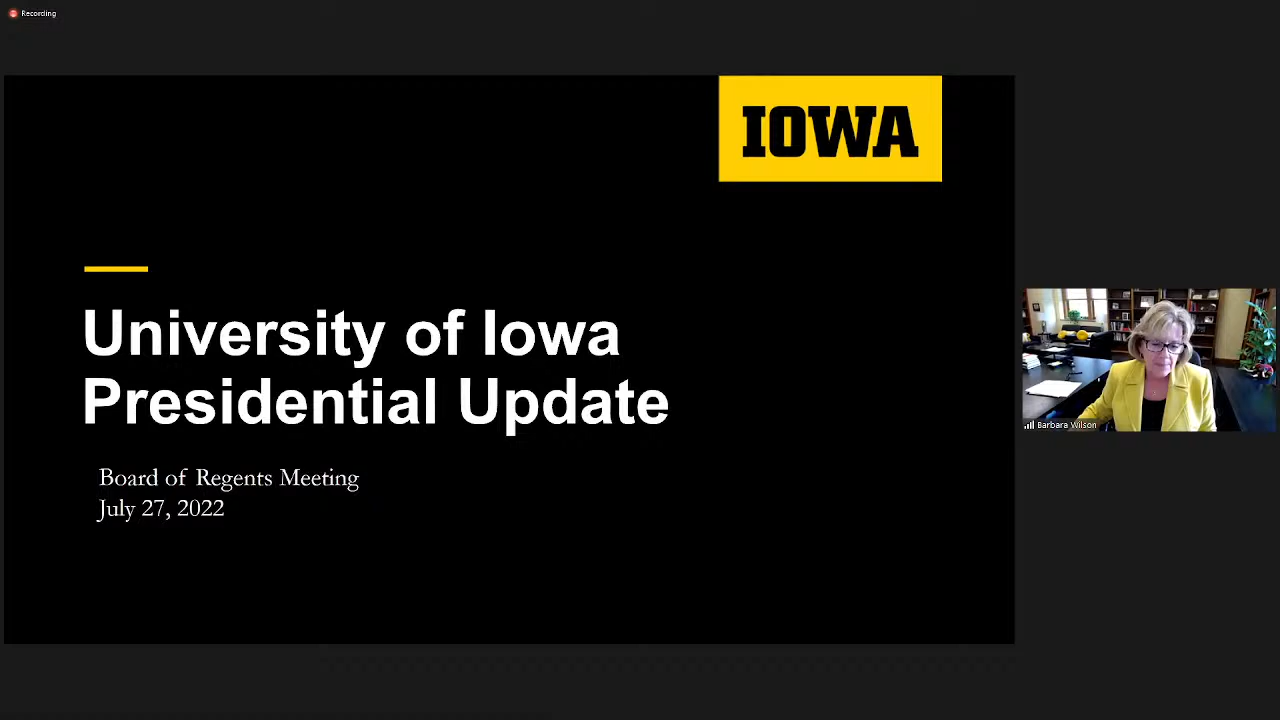 Recording
IOWA
University of Iowa
Presidential Update
Board of Regents Meeting
July 27, 2022
Barbara Wilson